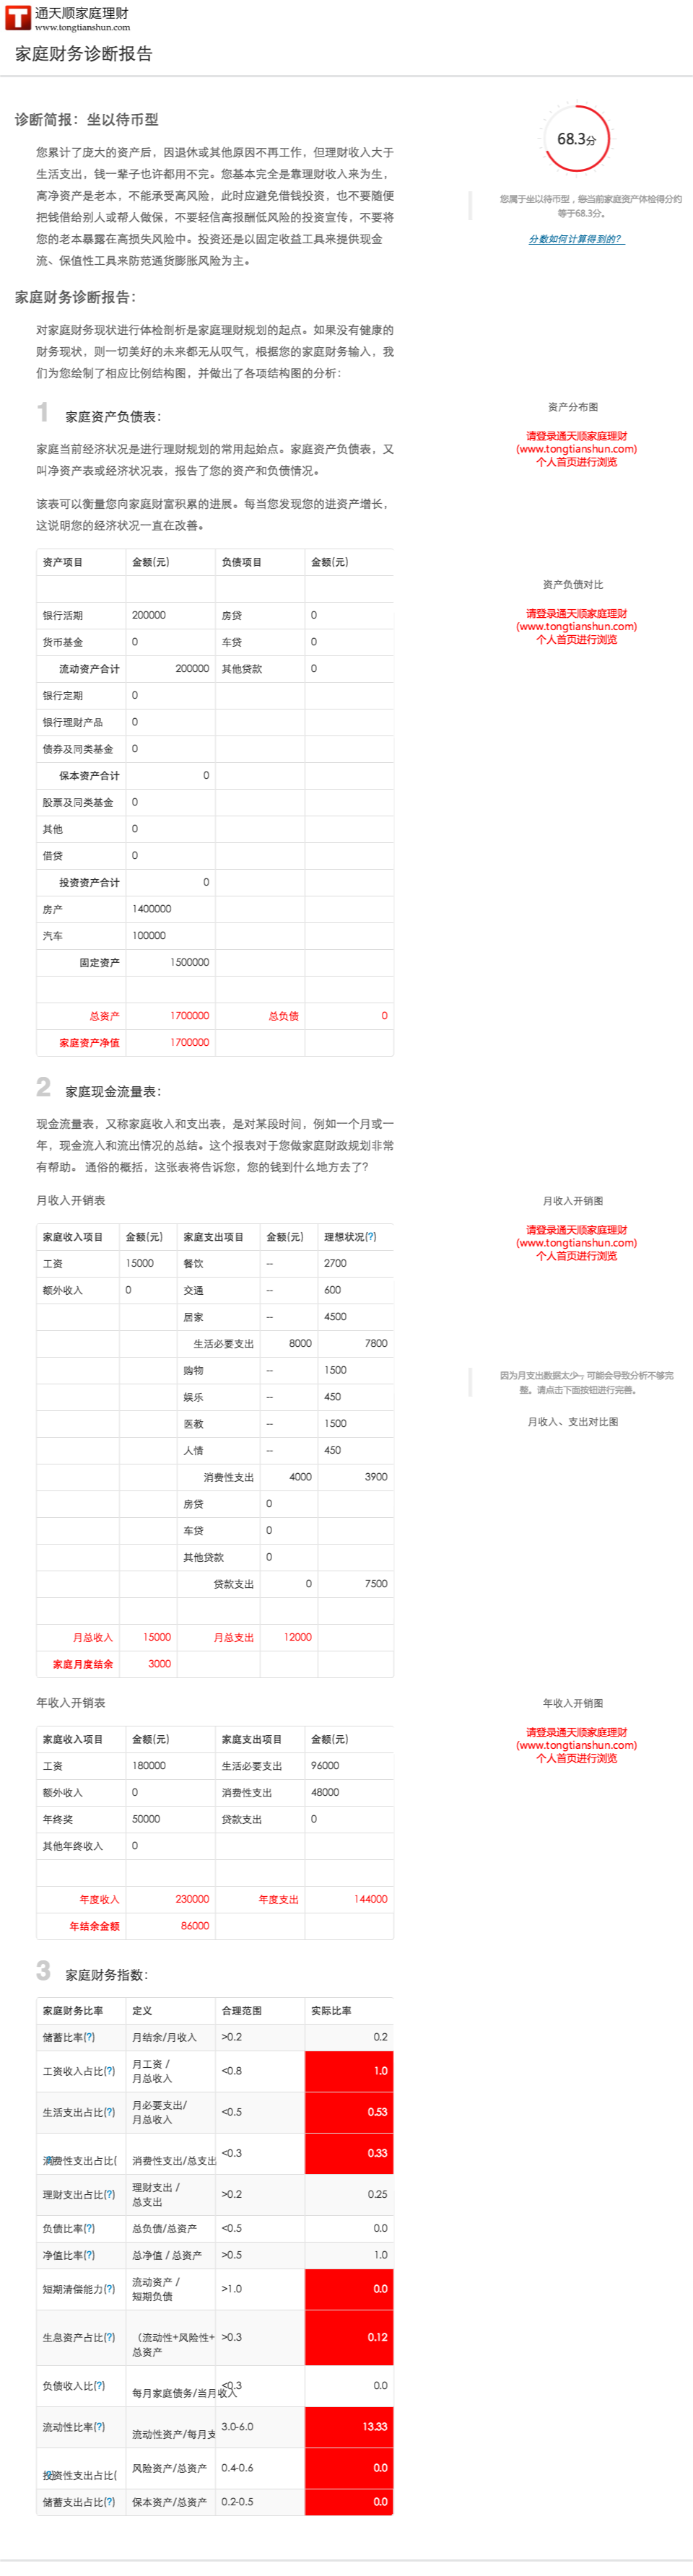 通天顺家庭理财
www.tongtianshun.com
家庭财务诊断报告
诊断简报：坐以待币型
您累计了庞大的资产后，因退休或其他原因不再工作，但理财收入大于
生活支出，钱一辈子也许都用不完。您基本完全是靠理财收入来为生，
高净资产是老本，不能承受高风险，此时应避免借钱投资，也不要随便
把钱借给别人或帮人做保，不要轻信高报酬低风险的投资宣传，不要将
您的老本暴露在高损失风险中。投资还是以固定收益工具来提供现金
流、保值性工具来防范通货膨胀风险为主。
68.3分
您属于坐以待币型，您当前家庭资产体检得分约
等于68.3分。
分数如何计算得到的？
家庭财务诊断报告：
对家庭财务现状进行体检剖析是家庭理财规划的起点。如果没有健康的
财务现状，则一切美好的未来都无从叹气，根据您的家庭财务输入，我
们为您绘制了相应比例结构图，并做出了各项结构图的分析：
1 家庭资产负债表：
家庭当前经济状况是进行理财规划的常用起始点。家庭资产负债表，又
叫净资产表或经济状况表，报告了您的资产和负债情况。
该表可以衡量您向家庭财富积累的进展。每当您发现您的进资产增长，
这说明您的经济状况一直在改善。
资产分布图
请登录通天顺家庭理财
(www.tongtianshun.com)
个人首页进行浏览
资产项目 金额(元) 负债项目 金额(元)
银行活期 200000 房贷 0
货币基金 0 车贷 0
流动资产合计 200000 其他贷款 0
银行定期 0
银行理财产品 0
债券及同类基金 0
保本资产合计 0
股票及同类基金 0
其他 0
借贷 0
投资资产合计 0
房产 1400000
汽车 100000
固定资产 1500000
总资产 1700000 总负债 0
家庭资产净值 1700000
资产负债对比
请登录通天顺家庭理财
(www.tongtianshun.com)
个人首页进行浏览
2 家庭现金流量表：
现金流量表，又称家庭收入和支出表，是对某段时间，例如一个月或一
年，现金流入和流出情况的总结。这个报表对于您做家庭财政规划非常
有帮助。 通俗的概括，这张表将告诉您，您的钱到什么地方去了？
月收入开销表
家庭收入项目 金额(元) 家庭支出项目 金额(元) 理想状况(?)
工资 15000 餐饮 -- 2700
额外收入 0 交通 -- 600
居家 -- 4500
生活必要支出 8000 7800
购物 -- 1500
娱乐 -- 450
医教 -- 1500
人情 -- 450
消费性支出 4000 3900
房贷 0
车贷 0
其他贷款 0
贷款支出 0 7500
月总收入 15000 月总支出 12000
家庭月度结余 3000
月收入开销图
请登录通天顺家庭理财
(www.tongtianshun.com)
个人首页进行浏览
因为月支出数据太少，可能会导致分析不够完
整。请点击下面按钮进行完善。
月收入、支出对比图
年收入开销表
家庭收入项目 金额(元) 家庭支出项目 金额(元)
工资 180000 生活必要支出 96000
额外收入 0 消费性支出 48000
年终奖 50000 贷款支出 0
其他年终收入 0
年度收入 230000 年度支出 144000
年结余金额 86000
年收入开销图
请登录通天顺家庭理财
(www.tongtianshun.com)
个人首页进行浏览
3 家庭财务指数：
家庭财务比率 定义 合理范围 实际比率
储蓄比率(?) 月结余/月收入 >0.2 0.2
工资收入占比(?) 月工资 /
月总收入 <0.8 1.0
生活支出占比(?) 月必要支出/
月总收入 <0.5 0.53
消费性支出占比( 消费性支出/总支出 <0.3 0.33
理财支出占比(?) 理财支出 /
总支出 >0.2 0.25
负债比率(?) 总负债/总资产 <0.5 0.0
净值比率(?) 总净值 / 总资产 >0.5 1.0
短期清偿能力(?) 流动资产 /
短期负债 >1.0 0.0
生息资产占比(?) （流动性+风险性+
总资产 >0.3 0.12
负债收入比(?) 每月家庭债务/当月收入 <0.3 0.0
流动性比率(?) 流动性资产/每月支 3.0-6.0 13.33
投资性支出占比( 风险资产/总资产 0.4-0.6 0.0
储蓄支出占比(?) 保本资产/总资产 0.2-0.5 0.0